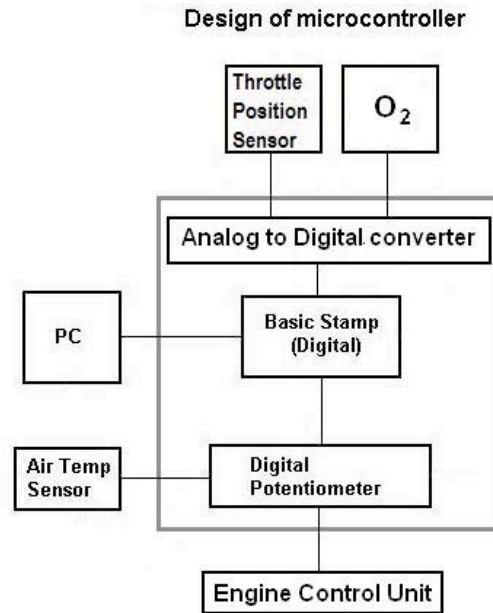 Design of microcontroller
Throttle
Position
Sensor
O₂
Analog to Digital converter
Basic Stamp
(Digital)
PC
Air Temp
Sensor
Digital
Potentiometer
Engine Control Unit